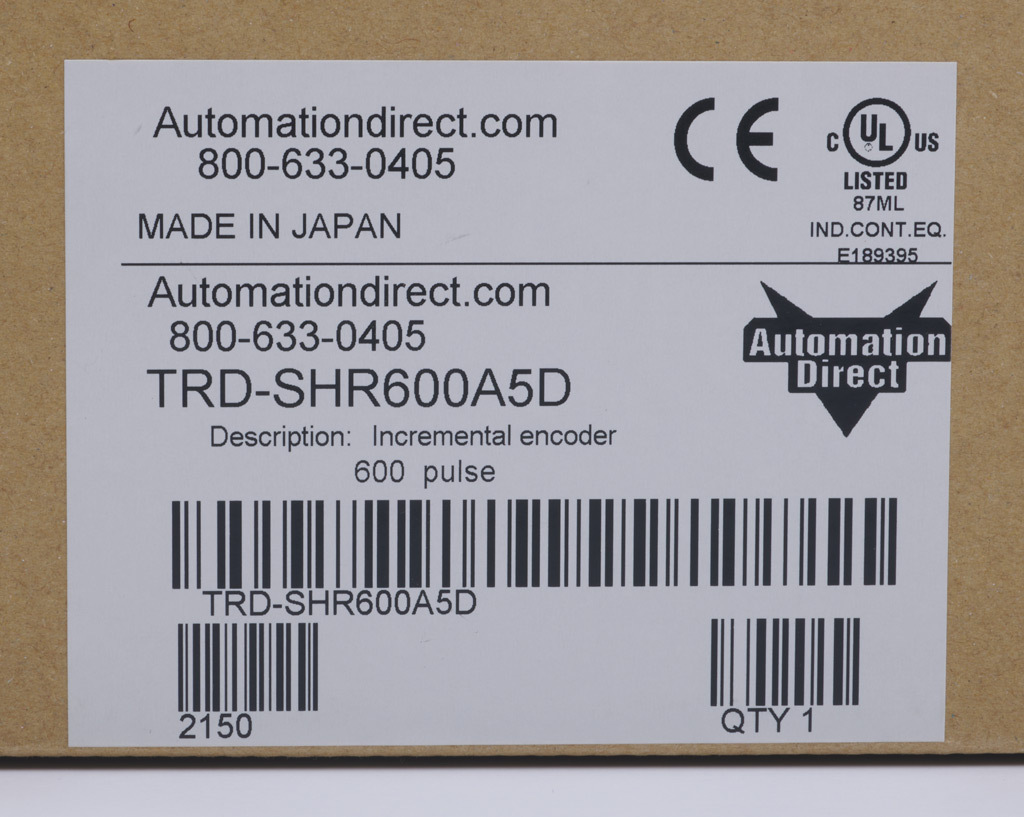 Automationdirect.com
800-633-0405
MADE IN JAPAN
CE
C UL US
LISTED
87ML
IND.CONT.EQ.
E189395
Automationdirect.com
800-633-0405
TRD-SHR600A5D
Description: Incremental encoder
600 pulse
Automation
Direct
TRD-SHR600A5D
2150
QTY 1